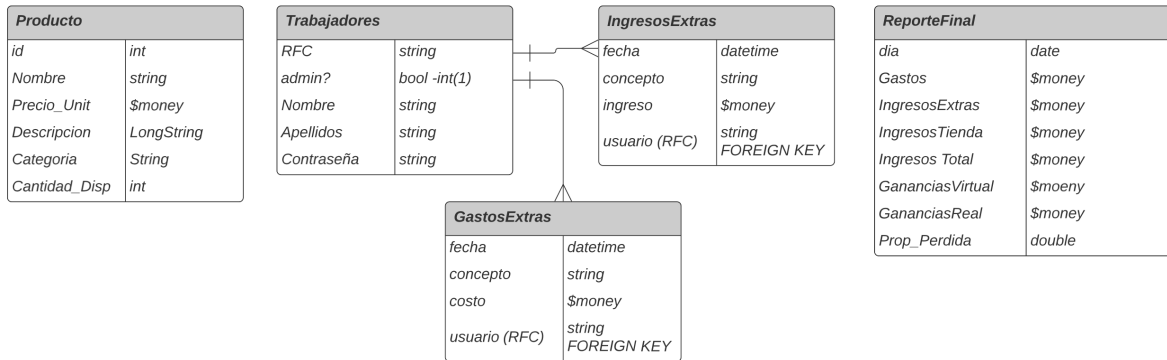 Producto
id int
Nombre string
Precio_Unit $money
Descripcion LongString
Categoria String
Cantidad_Disp int
Trabajadores
RFC string
admin? bool -int(1)
Nombre string
Apellidos string
Contraseña string
IngresosExtras
fecha datetime
concepto string
ingreso $money
usuario (RFC) string
FOREIGN KEY
ReporteFinal
dia date
Gastos $money
IngresosExtras $money
IngresosTienda $money
Ingresos Total $money
GananciasVirtual $moeny
GananciasReal $money
Prop_Perdida double
GastosExtras
fecha datetime
concepto string
costo $money
usuario (RFC) string
FOREIGN KEY